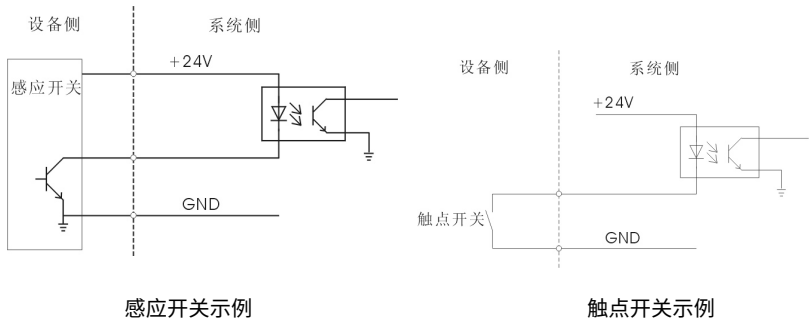 设备侧
系统侧
+24V
感应开关
GND
感应开关示例
设备侧
系统侧
+24V
触点开关
GND
触点开关示例